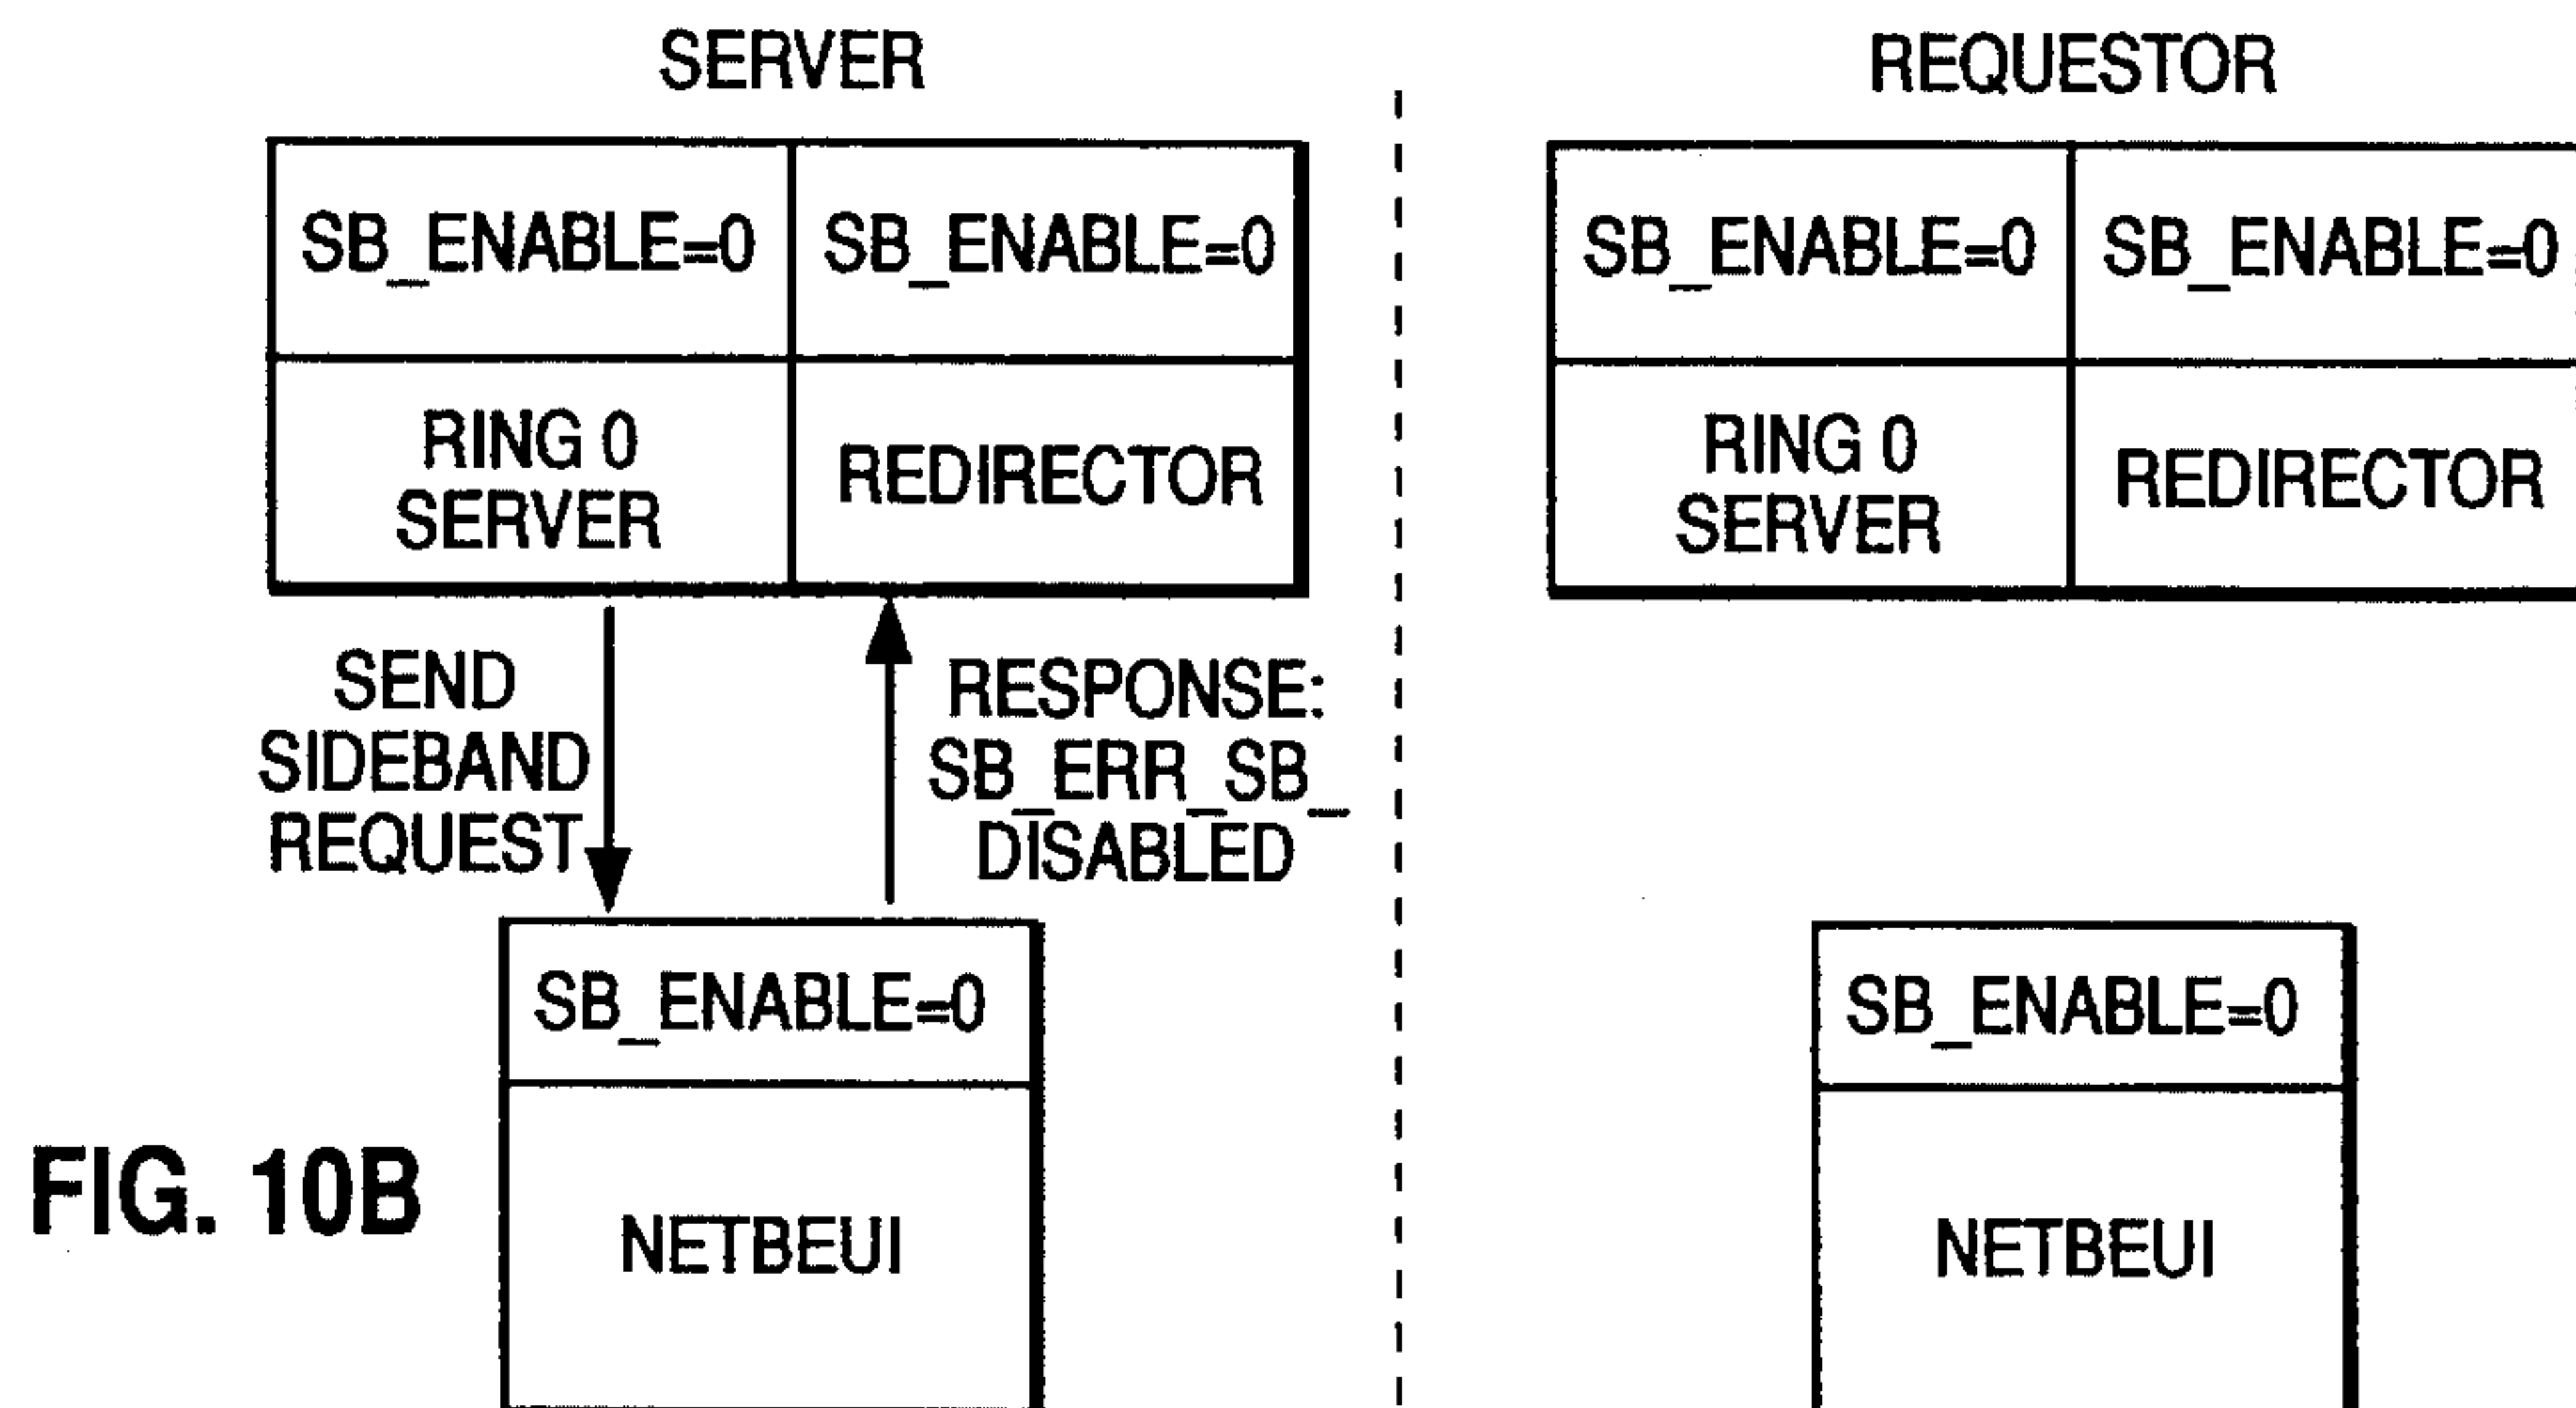 SERVER
REQUESTOR
SB_ENABLE=0
SB_ENABLE=0
SB_ENABLE=0
SB_ENABLE=0
RING 0
SERVER
REDIRECTOR
RING 0
SERVER
REDIRECTOR
SEND
SIDEBAND
REQUEST
RESPONSE:
SB_ERR_SB_
DISABLED
SB_ENABLE=0
SB_ENABLE=0
FIG. 10B
NETBEUI
NETBEUI